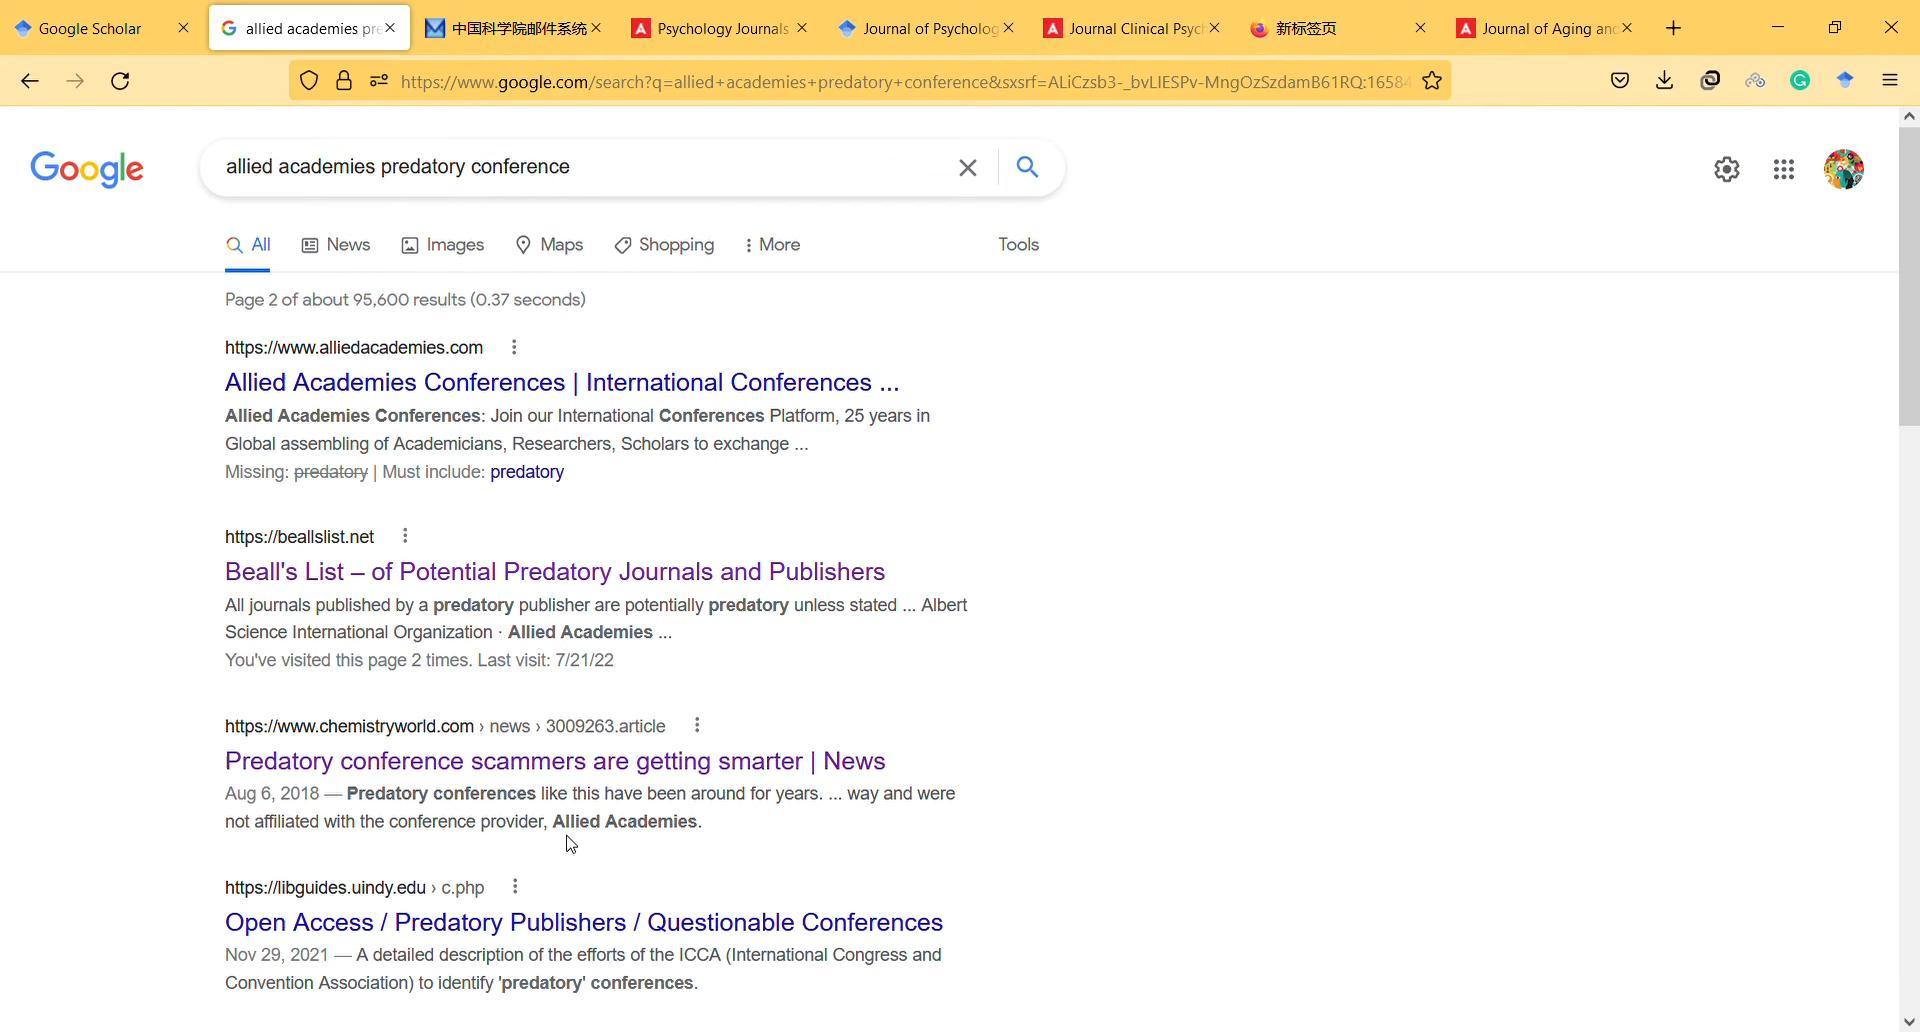 Google Scholar
allied academies pre
中国科学院邮件系统
Psychology Journals
Journal of Psycholog
Journal Clinical Psyc
新标签页
Journal of Aging an
https://www.google.com/search?q=allied+academies+predatory+conference&sxsrf=ALiCzsb3-_bvLIESPv-MngOzSzdamB61RQ:16584
Google
allied academies predatory conference
All
News
Images
Maps
Shopping
More
Tools
Page 2 of about 95,600 results (0.37 seconds)
https://www.alliedacademies.com
Allied Academies Conferences | International Conferences ...
Allied Academies Conferences: Join our International Conferences Platform, 25 years in
Global assembling of Academicians, Researchers, Scholars to exchange ...
Missing: predatory | Must include: predatory
https://beallslist.net
Beall's List – of Potential Predatory Journals and Publishers
All journals published by a predatory publisher are potentially predatory unless stated ... Albert
Science International Organization · Allied Academies ...
You've visited this page 2 times. Last visit: 7/21/22
https://www.chemistryworld.com › news › 3009263.article
Predatory conference scammers are getting smarter | News
Aug 6, 2018 — Predatory conferences like this have been around for years. ... way and were
not affiliated with the conference provider, Allied Academies.
https://libguides.uindy.edu › c.php
Open Access / Predatory Publishers / Questionable Conferences
Nov 29, 2021 — A detailed description of the efforts of the ICCA (International Congress and
Convention Association) to identify 'predatory' conferences.